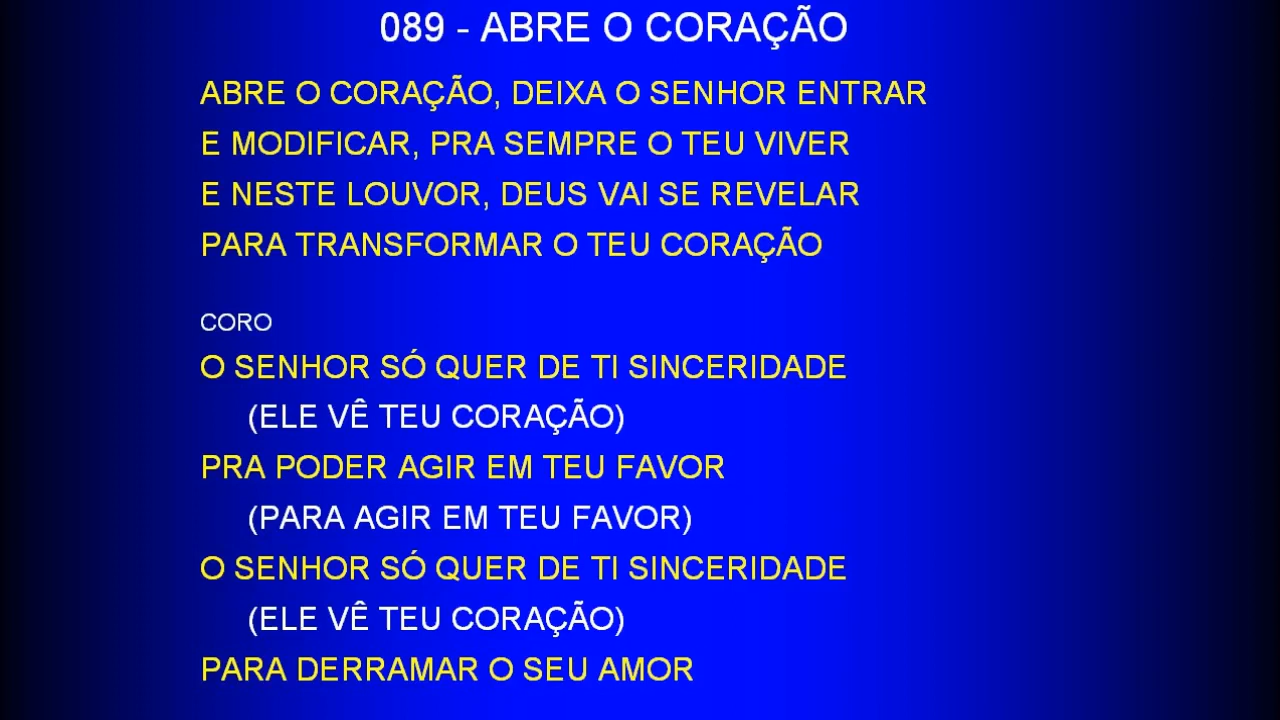 089 - ABRE O CORAÇÃO
ABRE O CORAÇÃO, DEIXA O SENHOR ENTRAR
E MODIFICAR, PRA SEMPRE O TEU VIVER
E NESTE LOUVOR, DEUS VAI SE REVELAR
PARA TRANSFORMAR O TEU CORAÇÃO
CORO
O SENHOR SÓ QUER DE TI SINCERIDADE
(ELE VÊ TEU CORAÇÃO)
PRA PODER AGIR EM TEU FAVOR
(PARA AGIR EM TEU FAVOR)
O SENHOR SÓ QUER DE TI SINCERIDADE
(ELE VÊ TEU CORAÇÃO)
PARA DERRAMAR O SEU AMOR